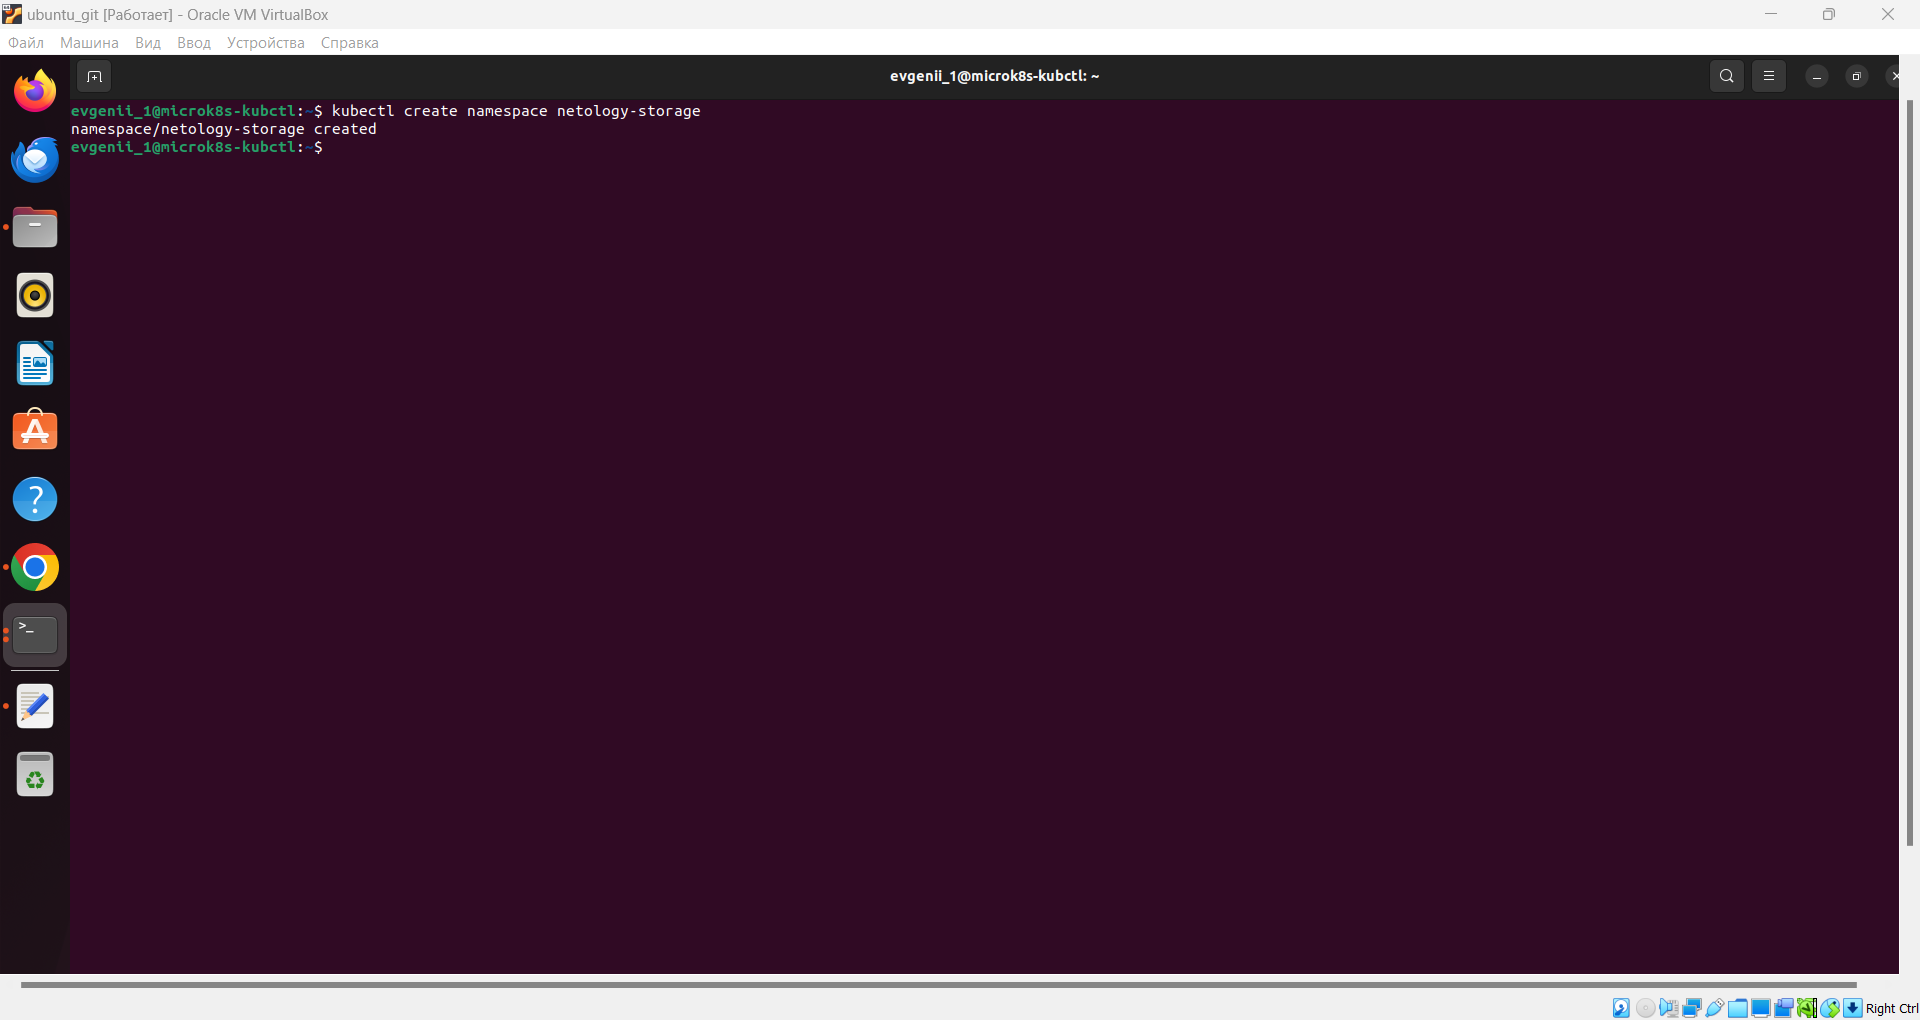 ubuntu_git [Работает] - Oracle VM VirtualBox
Файл Машина Вид Ввод Устройства Справка
evgenii_1@microk8s-kubctl: ~
evgenii_1@microk8s-kubctl:~$ kubectl create namespace netology-storage
namespace/netology-storage created
evgenii_1@microk8s-kubctl:~$
Right Ctrl